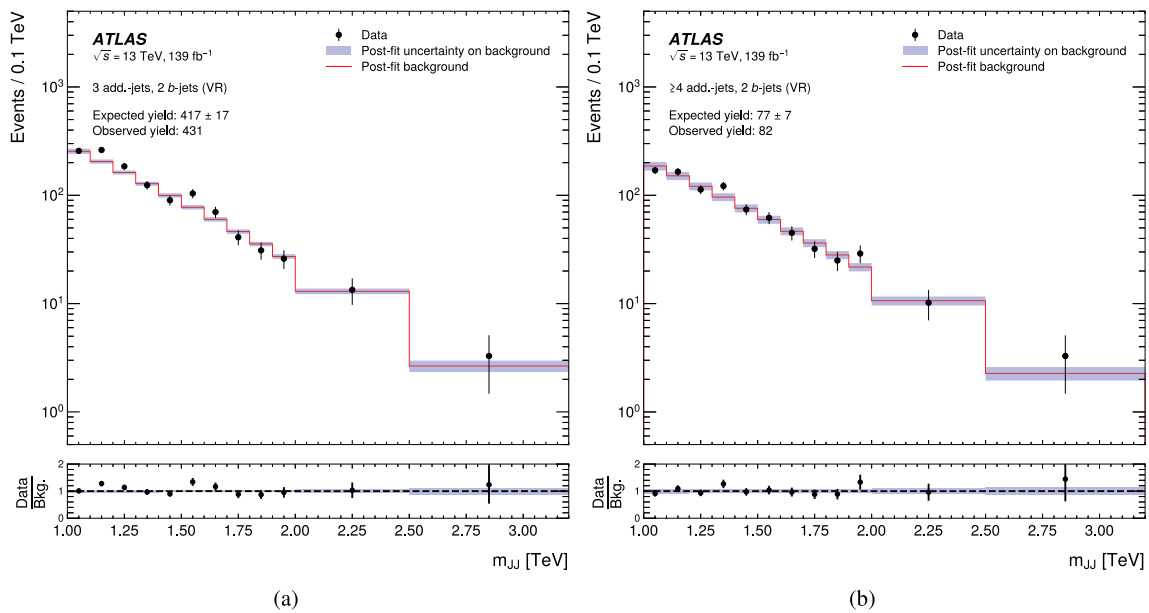 Events / 0.1 TeV
10³
10²
10¹
10⁰
ATLAS
√s = 13 TeV, 139 fb⁻¹
3 add.-jets, 2 b-jets (VR)
Expected yield: 417 ± 17
Observed yield: 431
Data
Post-fit uncertainty on background
Post-fit background
Data
Bkg.
2
1
0
1.00 1.25 1.50 1.75 2.00 2.25 2.50 2.75 3.00
m_JJ [TeV]
(a)
Events / 0.1 TeV
10³
10²
10¹
10⁰
ATLAS
√s = 13 TeV, 139 fb⁻¹
≥4 add.-jets, 2 b-jets (VR)
Expected yield: 77 ± 7
Observed yield: 82
Data
Post-fit uncertainty on background
Post-fit background
Data
Bkg.
2
1
0
1.00 1.25 1.50 1.75 2.00 2.25 2.50 2.75 3.00
m_JJ [TeV]
(b)